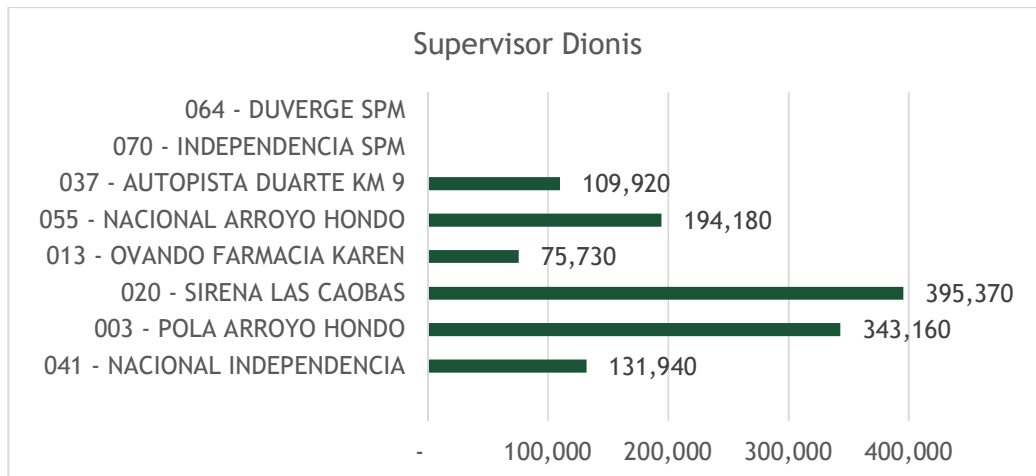 Supervisor Dionis
064 - DUVERGE SPM
070 - INDEPENDENCIA SPM
037 - AUTOPISTA DUARTE KM 9 109,920
055 - NACIONAL ARROYO HONDO 194,180
013 - OVANDO FARMACIA KAREN 75,730
020 - SIRENA LAS CAOBAS 395,370
003 - POLA ARROYO HONDO 343,160
041 - NACIONAL INDEPENDENCIA 131,940
- 100,000 200,000 300,000 400,000